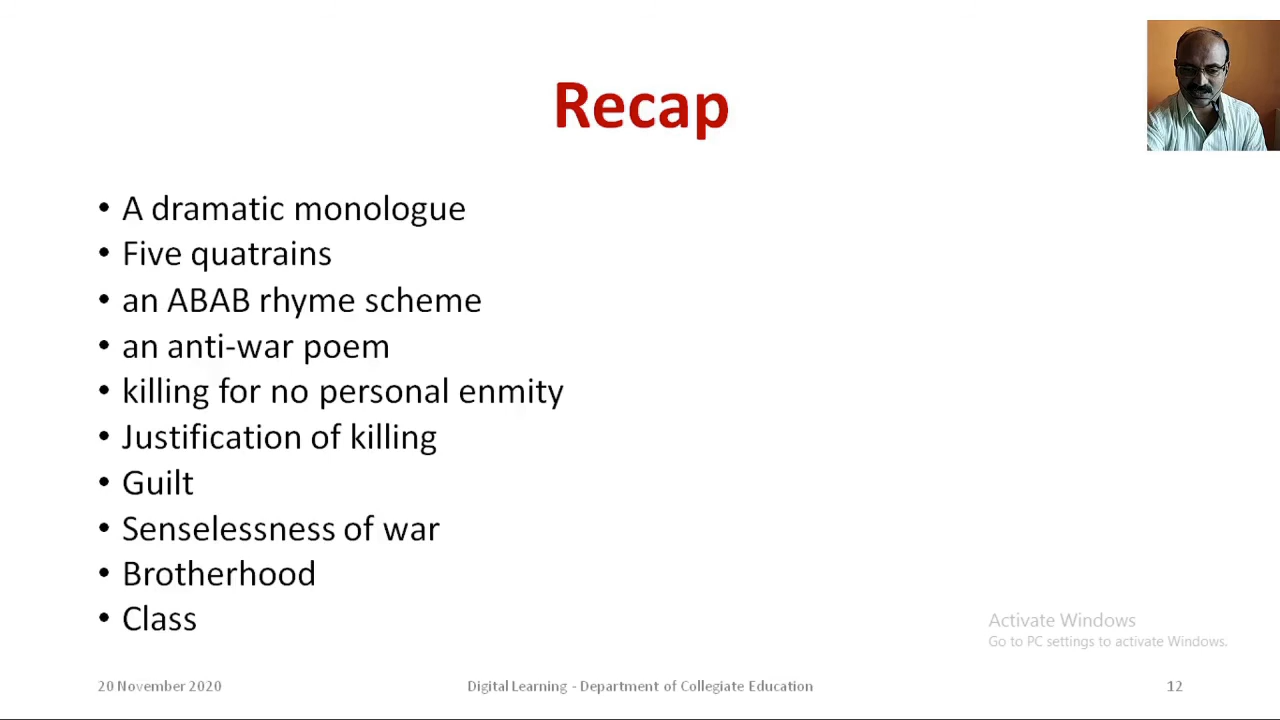 Recap
• A dramatic monologue
• Five quatrains
• an ABAB rhyme scheme
• an anti-war poem
• killing for no personal enmity
• Justification of killing
• Guilt
• Senselessness of war
• Brotherhood
• Class
Activate Windows
Go to PC settings to activate Windows.
20 November 2020
Digital Learning - Department of Collegiate Education
12